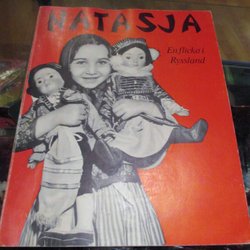 NATASJA
En flicka i
Ryssland